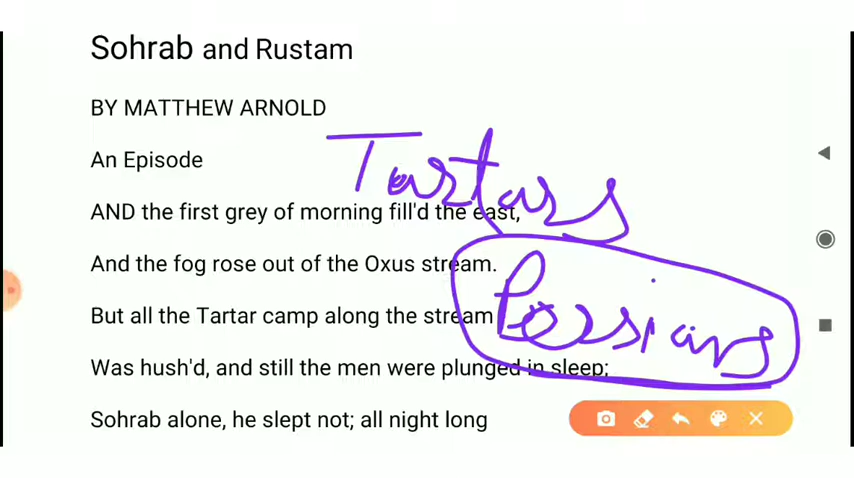 Sohrab and Rustam
BY MATTHEW ARNOLD
Tartars
An Episode
AND the first grey of morning fill'd the east,
And the fog rose out of the Oxus stream.
Persians
But all the Tartar camp along the stream
Was hush'd, and still the men were plunged in sleep;
Sohrab alone, he slept not; all night long